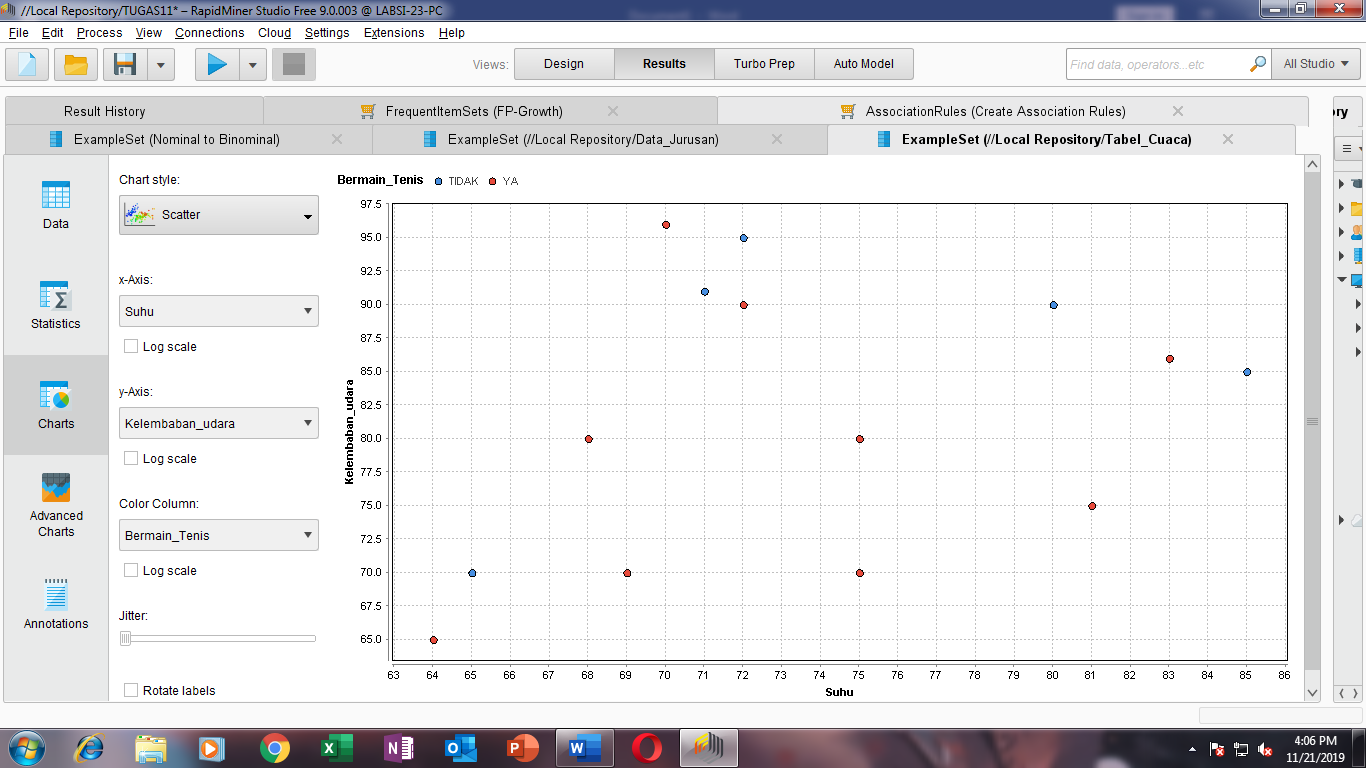 //Local Repository/TUGAS11* – RapidMiner Studio Free 9.0.003 @ LABSI-23-PC
File Edit Process View Connections Cloud Settings Extensions Help
Views: Design Results Turbo Prep Auto Model Find data, operators...etc All Studio
Result History FrequentItemSets (FP-Growth) AssociationRules (Create Association Rules) ry
ExampleSet (Nominal to Binominal) ExampleSet (//Local Repository/Data_Jurusan) ExampleSet (//Local Repository/Tabel_Cuaca)
Data
Statistics
Charts
Advanced
Charts
Annotations
Chart style:
Scatter
x-Axis:
Suhu
Log scale
y-Axis:
Kelembaban_udara
Log scale
Color Column:
Bermain_Tenis
Log scale
Jitter:
Rotate labels
Bermain_Tenis TIDAK YA
97.5
95.0
92.5
90.0
87.5
85.0
82.5
80.0
77.5
75.0
72.5
70.0
67.5
65.0
Kelembaban_udara
63 64 65 66 67 68 69 70 71 72 73 74 75 76 77 78 79 80 81 82 83 84 85 86
Suhu
4:06 PM
11/21/2019